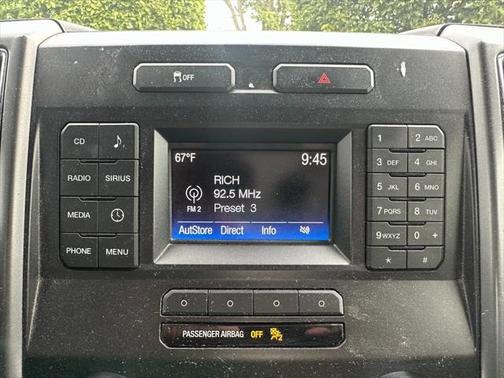 OFF
CD
RADIO SIRIUS
MEDIA
PHONE MENU
67°F 9:45
RICH
92.5 MHz
FM 2 Preset 3
AutoStore Direct Info
1 2 ABC
3 DEF 4 GHI
5 JKL 6 MNO
7 PQRS 8 TUV
9 WXYZ 0 +
* #
PASSENGER AIRBAG OFF